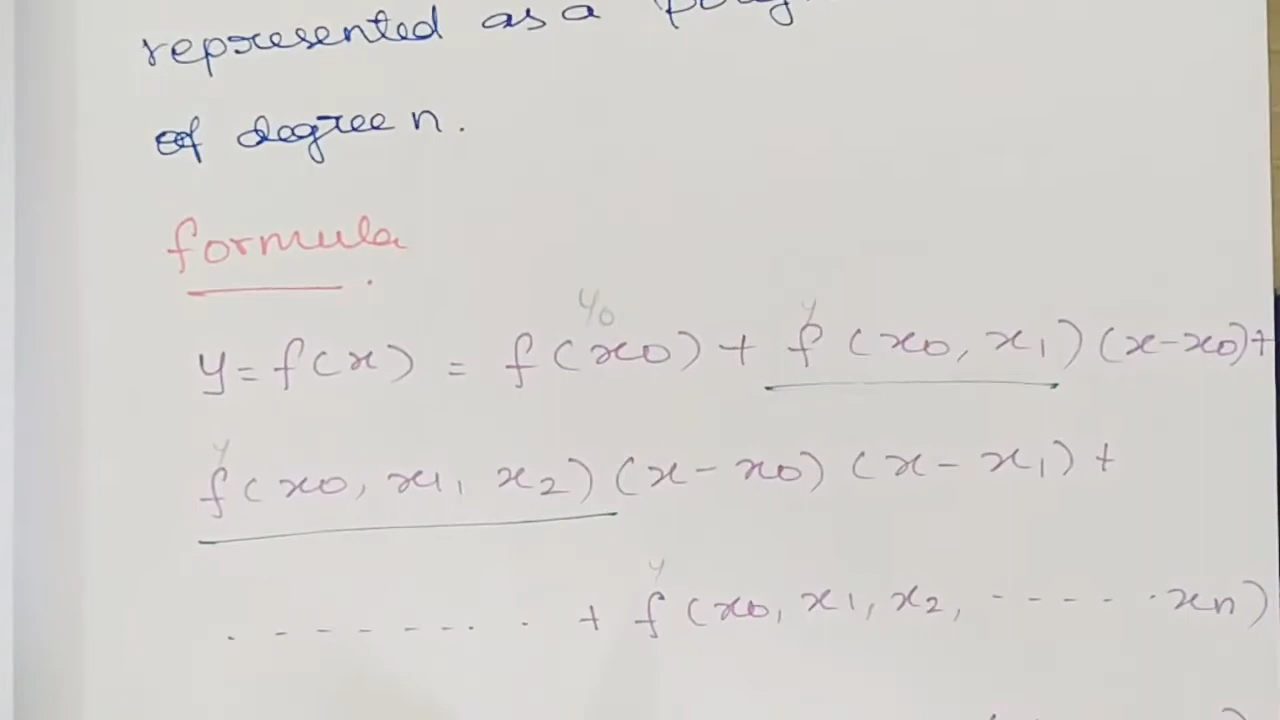 represented as a
of degree n.
formula
y0 y
y = f(x) = f(x0) + f(x0, x1)(x-x0)+
y
f(x0, x1, x2)(x-x0)(x-x1)+
y
. - - - - - - . . + f(x0, x1, x2, - - - - - · xn)